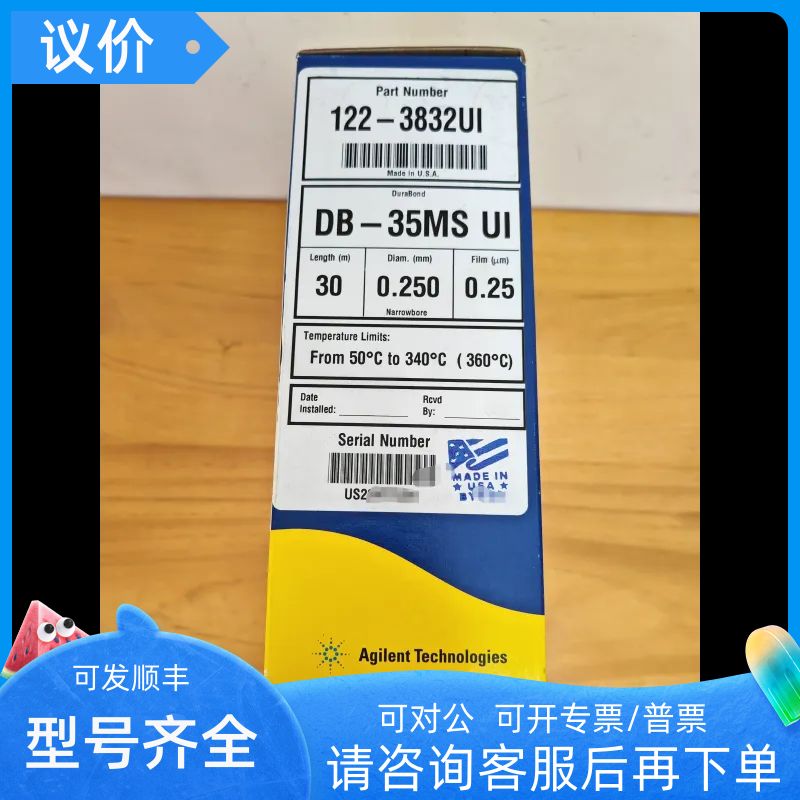 议价
Part Number
122-3832UI
Made in U.S.A.
DuraBond
DB-35MS UI
Length (m)
Diam. (mm)
Film (μm)
30
0.250
0.25
Narrowbore
Temperature Limits:
From 50°C to 340°C (360°C)
Date
Installed:
Rcvd
By:
Serial Number
US2
MADE IN
USA
BY
Agilent Technologies
可发顺丰
型号齐全
可对公 可开专票/普票
请咨询客服后再下单